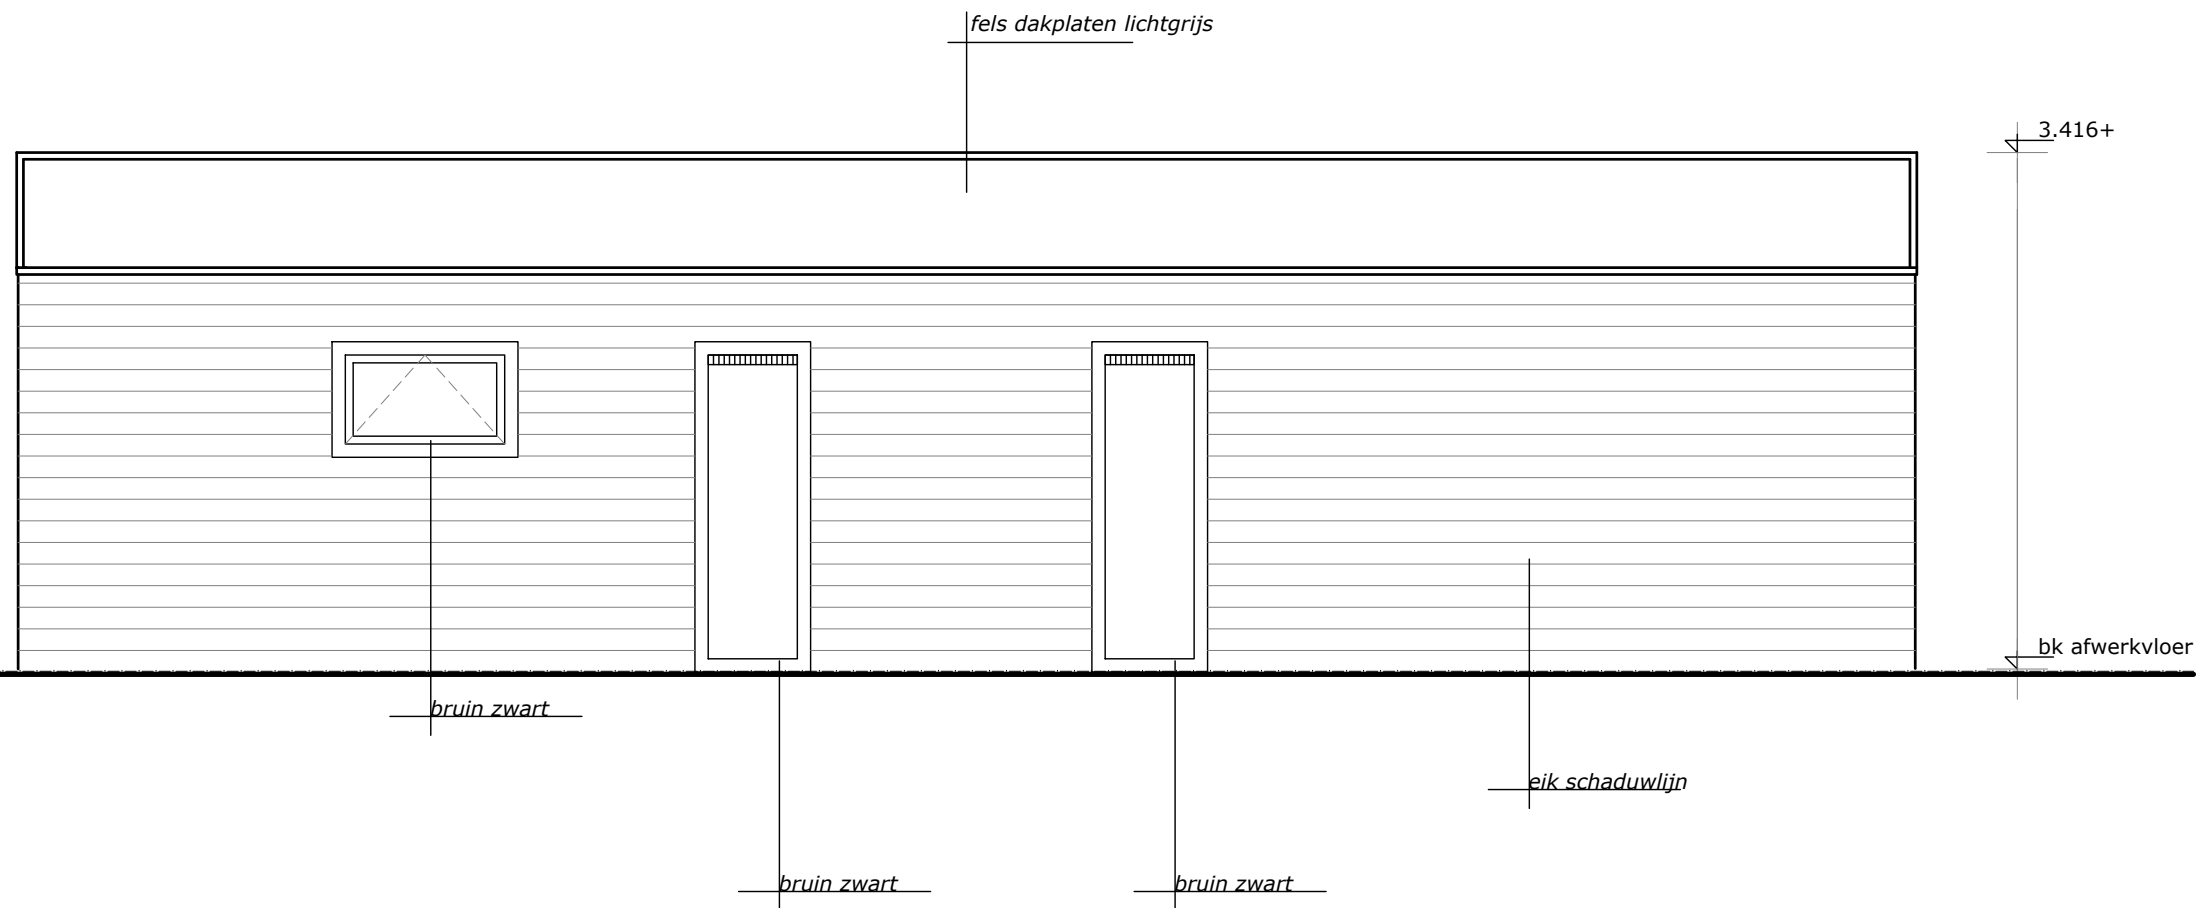 fels dakplaten lichtgrijs
3.416+
bk afwerkvloer
bruin zwart
eik schaduwlijn
bruin zwart
bruin zwart